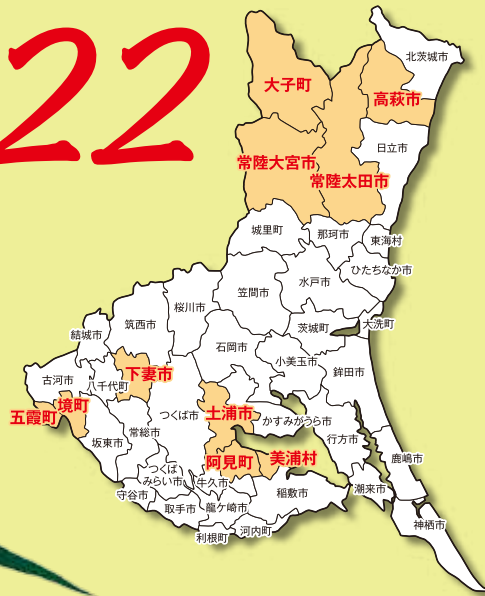 22
北茨城市
大子町
高萩市
日立市
常陸大宮市
常陸太田市
城里町
那珂市
東海村
ひたちなか市
笠間市
水戸市
桜川市
筑西市
茨城町
大洗町
結城市
石岡市
小美玉市
鉾田市
古河市
八千代町
下妻市
五霞町
境町
つくば市
土浦市
かすみがうら市
坂東市
常総市
行方市
阿見町
美浦村
鹿嶋市
つくば
みらい市
牛久市
守谷市
取手市
龍ケ崎市
稲敷市
潮来市
利根町
河内町
神栖市